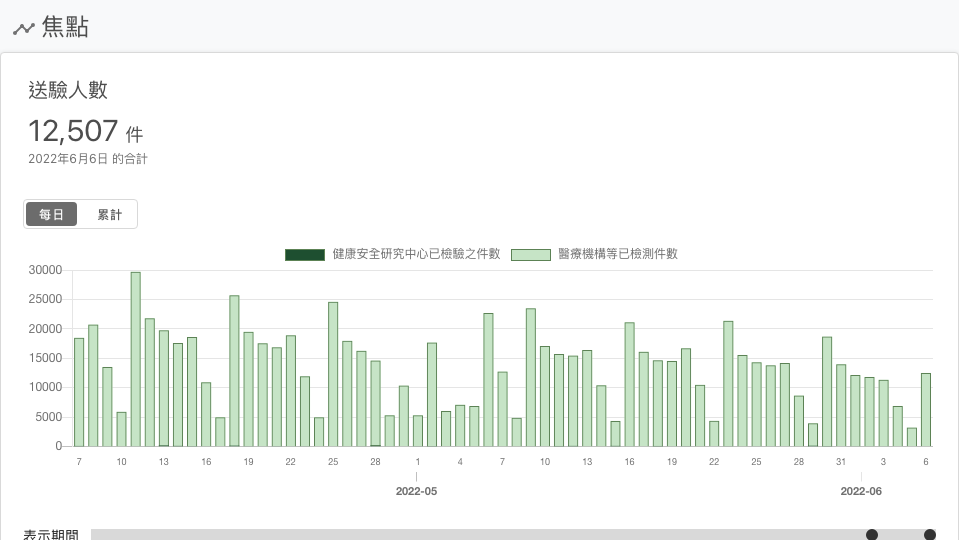 焦點
送驗人數
12,507 件
2022年6月6日 的合計
每日 累計
健康安全研究中心已檢驗之件數 醫療機構等已檢測件數
30000
25000
20000
15000
10000
5000
0
7 10 13 16 19 22 25 28 1 4 7 10 13 16 19 22 25 28 31 3 6
2022-05 2022-06
表示期間